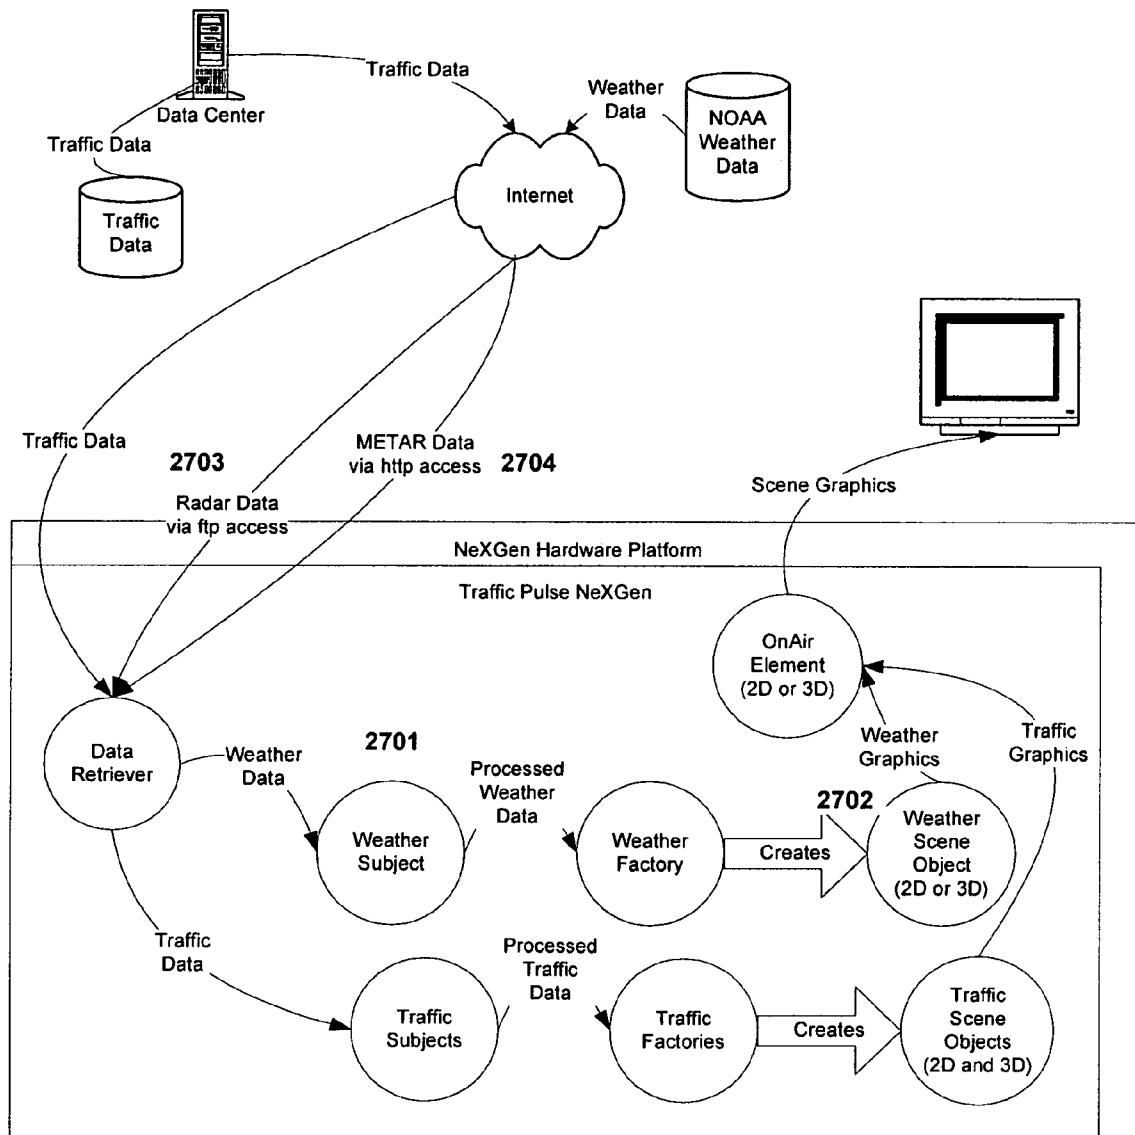 Traffic Data
Data Center
Weather
Data
NOAA
Weather
Data
Traffic Data
Internet
Traffic
Data
Traffic Data
2703
METAR Data
via http access
2704
Radar Data
via ftp access
Scene Graphics
NeXGen Hardware Platform
Traffic Pulse NeXGen
OnAir
Element
(2D or 3D)
Data
Retriever
Weather
Data
2701
Processed
Weather
Data
Weather
Graphics
Traffic
Graphics
2702
Weather
Subject
Weather
Factory
Creates
Weather
Scene
Object
(2D or 3D)
Traffic
Data
Processed
Traffic
Data
Traffic
Subjects
Traffic
Factories
Creates
Traffic
Scene
Objects
(2D and 3D)